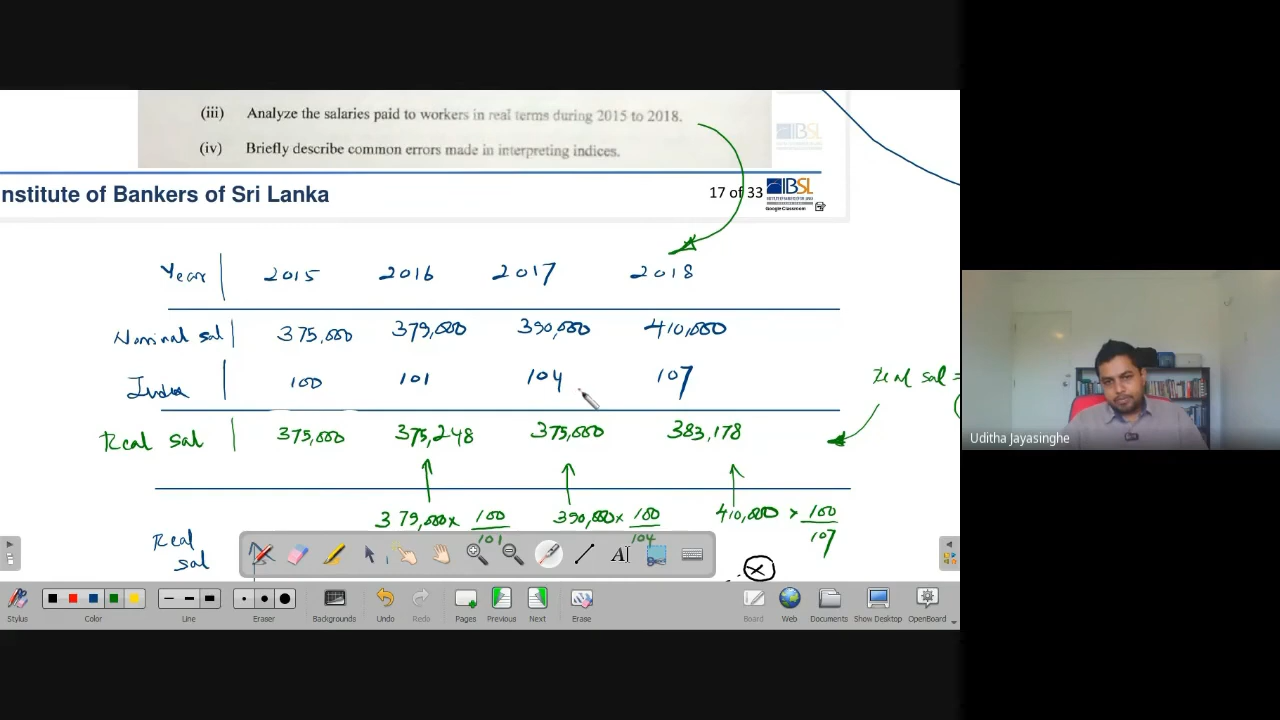 (iii) Analyze the salaries paid to workers in real terms during 2015 to 2018.
(iv) Briefly describe common errors made in interpreting indices.
nstitute of Bankers of Sri Lanka
17 of 33
IBSL
Google Classroom
Year 2015 2016 2017 2018
Nominal sal 375,000 379,000 390,000 410,000
Index 100 101 104 107
Real sal =
Real sal 375,000 375,248 375,000 383,178
379,000 × 100/101 390,000 × 100/104 410,000 × 100/107
Real
sal
Uditha Jayasinghe
Stylus Color Line Eraser Backgrounds Undo Redo Pages Previous Next Erase Board Web Documents Show Desktop OpenBoard